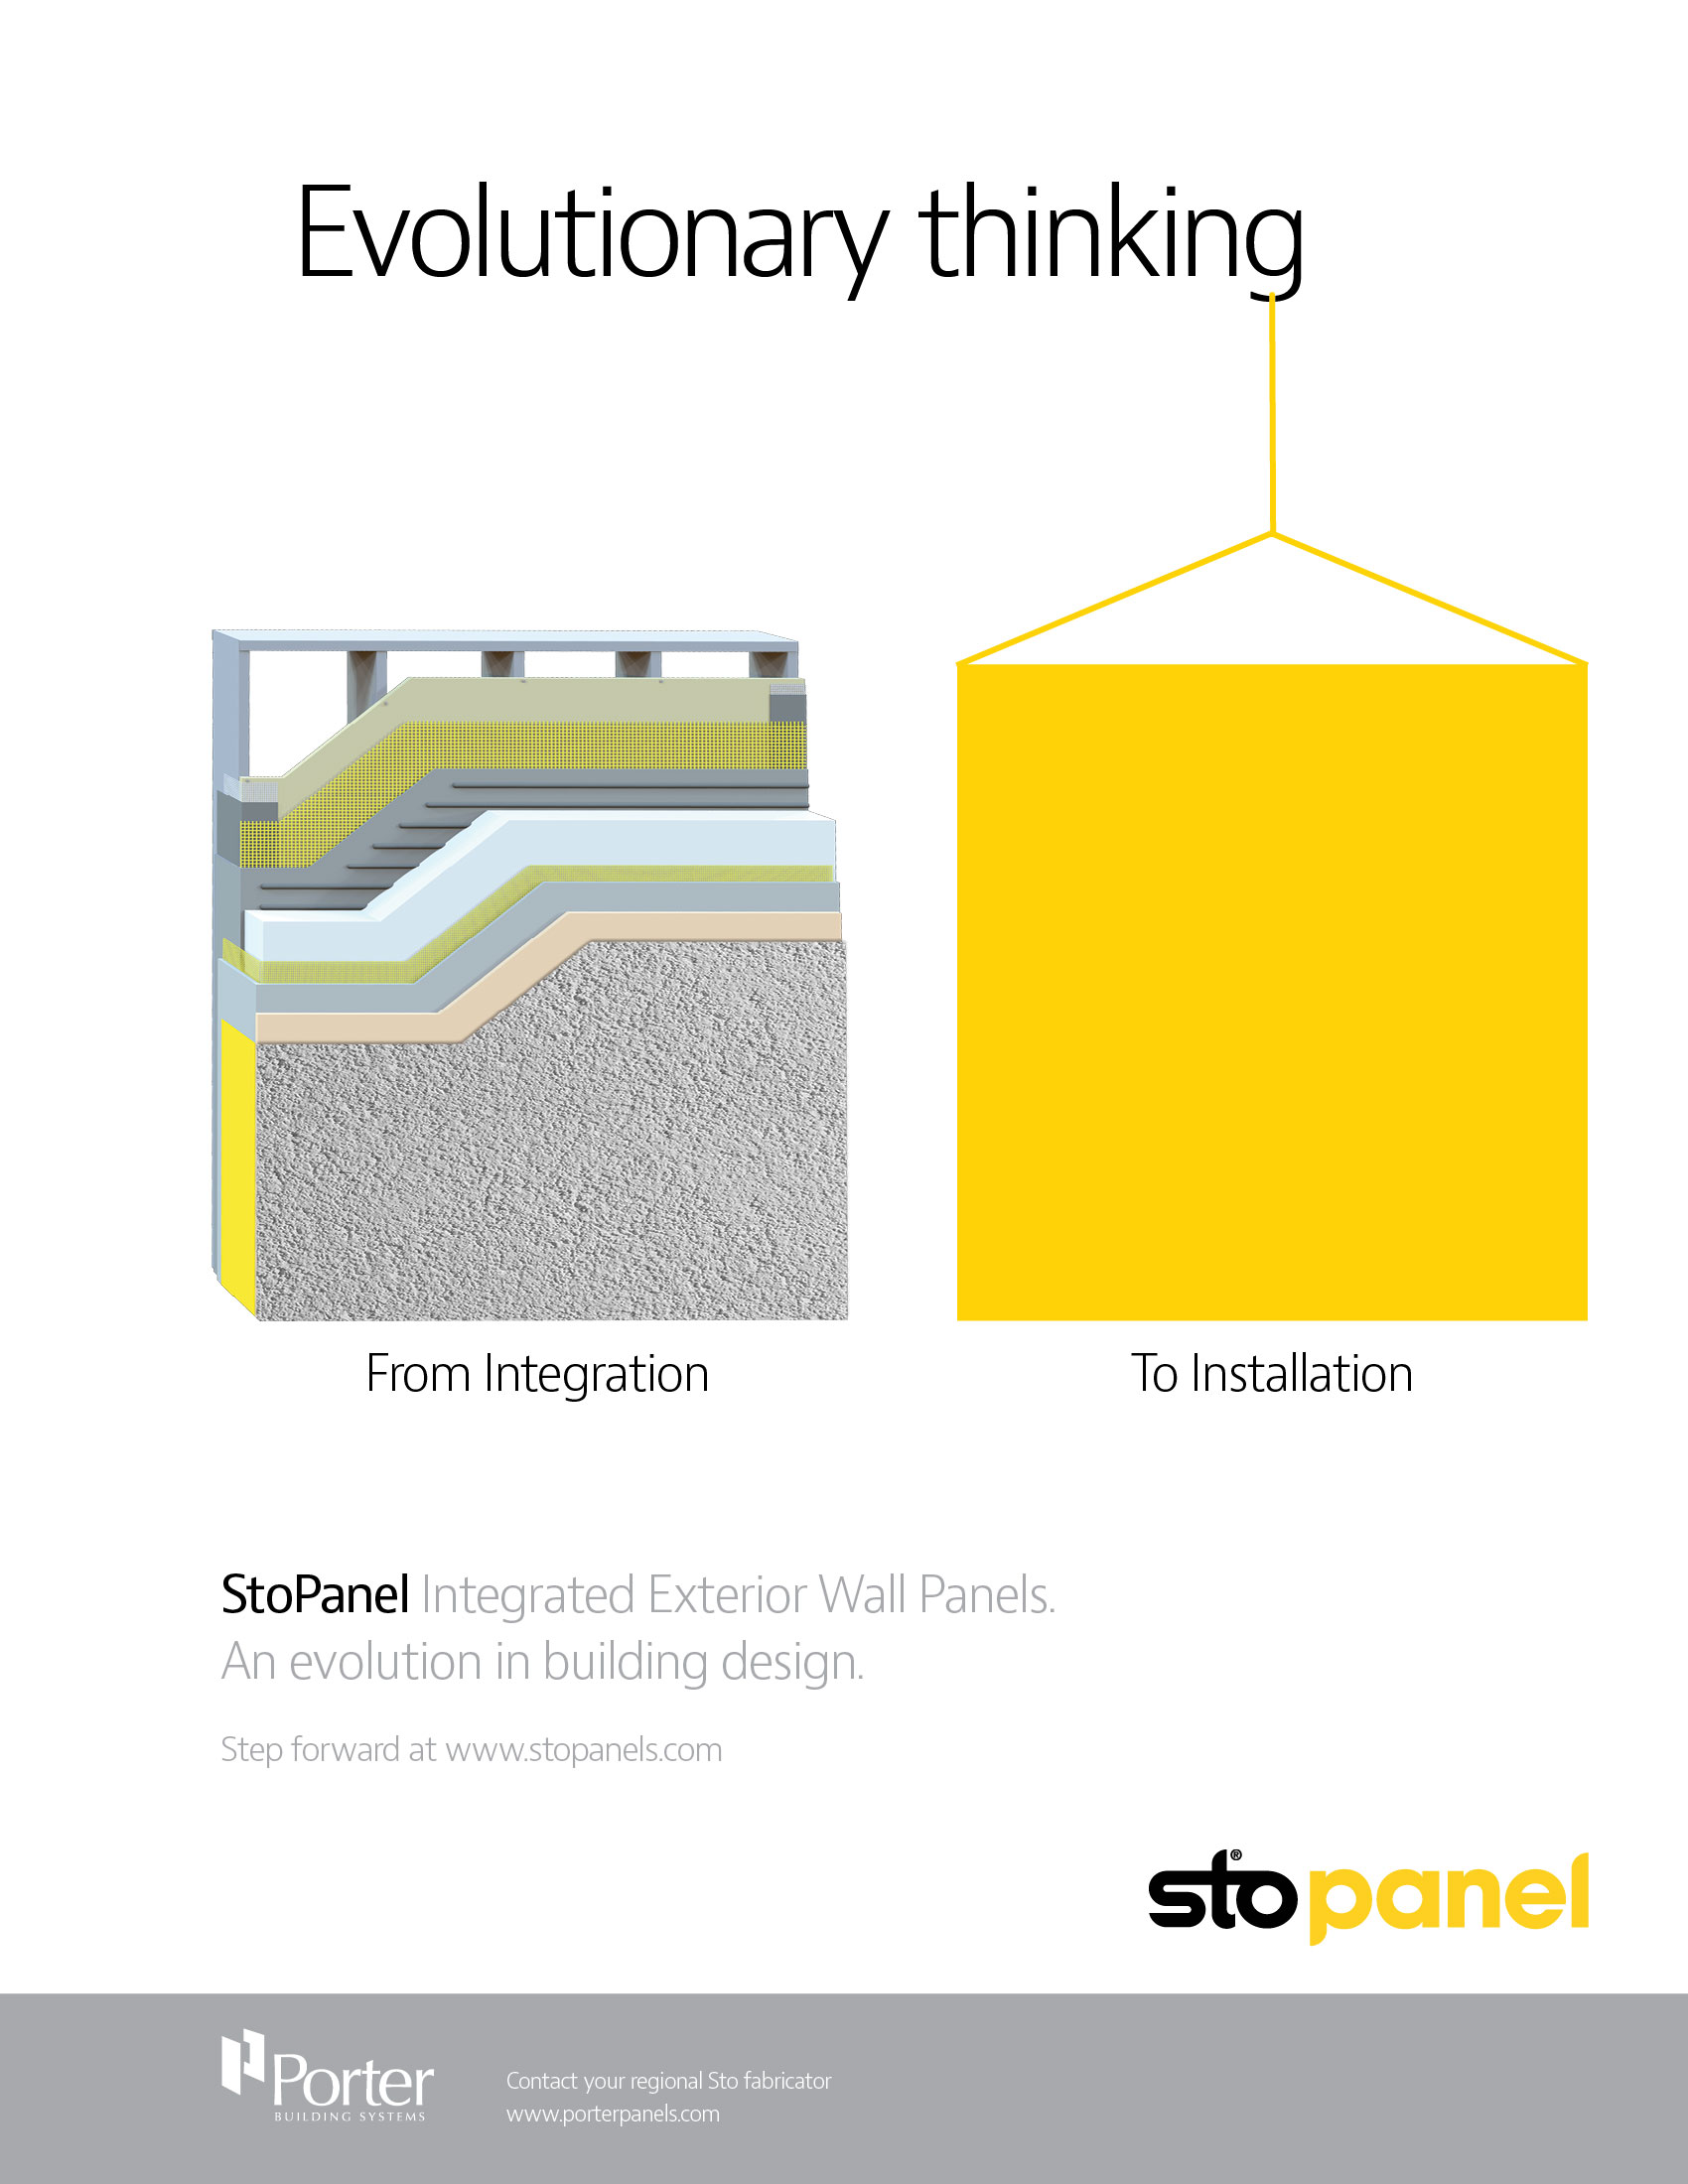 Evolutionary thinking
From Integration
To Installation
StoPanel Integrated Exterior Wall Panels.
An evolution in building design.
Step forward at www.stopanels.com
sto® panel
Porter
BUILDING SYSTEMS
Contact your regional Sto fabricator
www.porterpanels.com